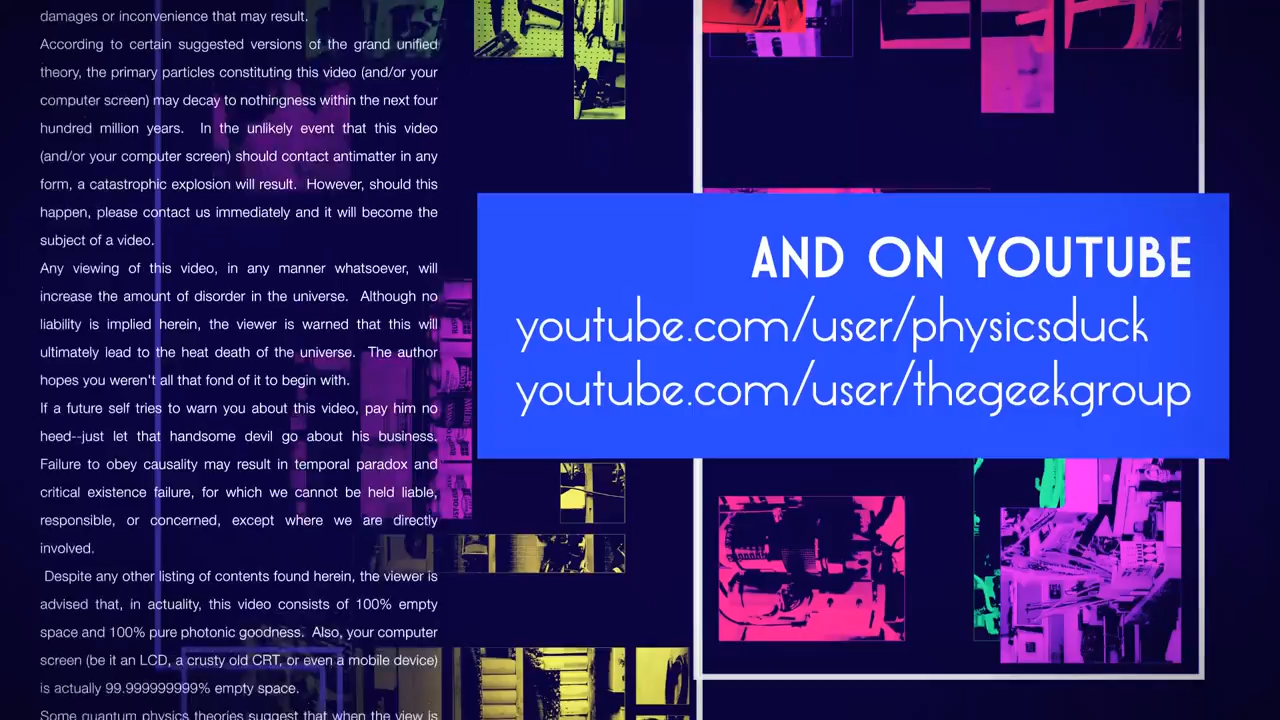 damages or inconvenience that may result.
According to certain suggested versions of the grand unified
theory, the primary particles constituting this video (and/or your
computer screen) may decay to nothingness within the next four
hundred million years. In the unlikely event that this video
(and/or your computer screen) should contact antimatter in any
form, a catastrophic explosion will result. However, should this
happen, please contact us immediately and it will become the
subject of a video.
Any viewing of this video, in any manner whatsoever, will
increase the amount of disorder in the universe. Although no
liability is implied herein, the viewer is warned that this will
ultimately lead to the heat death of the universe. The author
hopes you weren't all that fond of it to begin with.
If a future self tries to warn you about this video, pay him no
heed--just let that handsome devil go about his business.
Failure to obey causality may result in temporal paradox and
critical existence failure, for which we cannot be held liable,
responsible, or concerned, except where we are directly
involved.
Despite any other listing of contents found herein, the viewer is
advised that, in actuality, this video consists of 100% empty
space and 100% pure photonic goodness. Also, your computer
screen (be it an LCD, a crusty old CRT, or even a mobile device)
is actually 99.999999999% empty space.
Some quantum physics theories suggest that when the view is
AND ON YOUTUBE
youtube.com/user/physicsduck
youtube.com/user/thegeekgroup